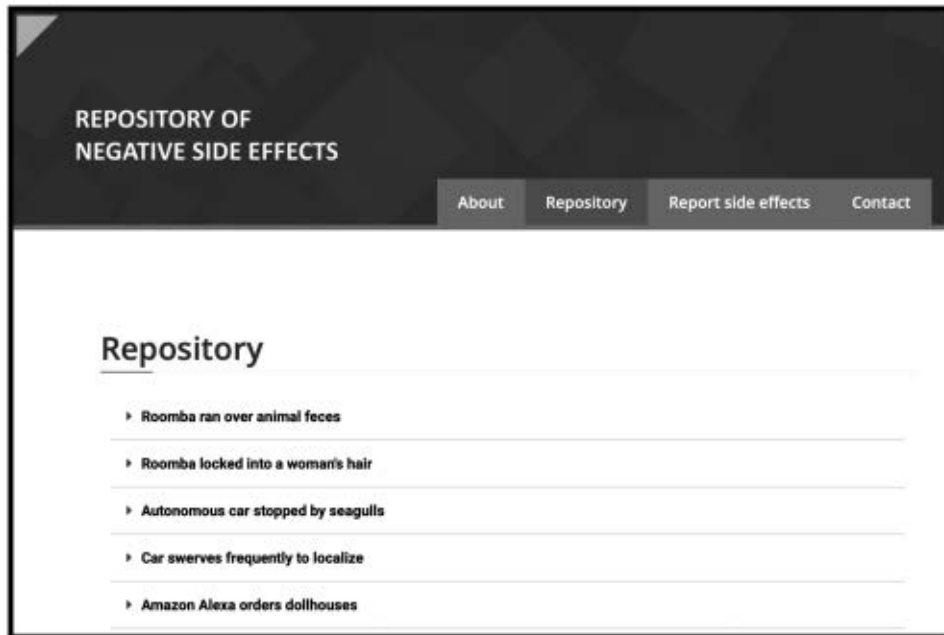 REPOSITORY OF
NEGATIVE SIDE EFFECTS
About Repository Report side effects Contact
Repository
Roomba ran over animal feces
Roomba locked into a woman's hair
Autonomous car stopped by seagulls
Car swerves frequently to localize
Amazon Alexa orders dollhouses